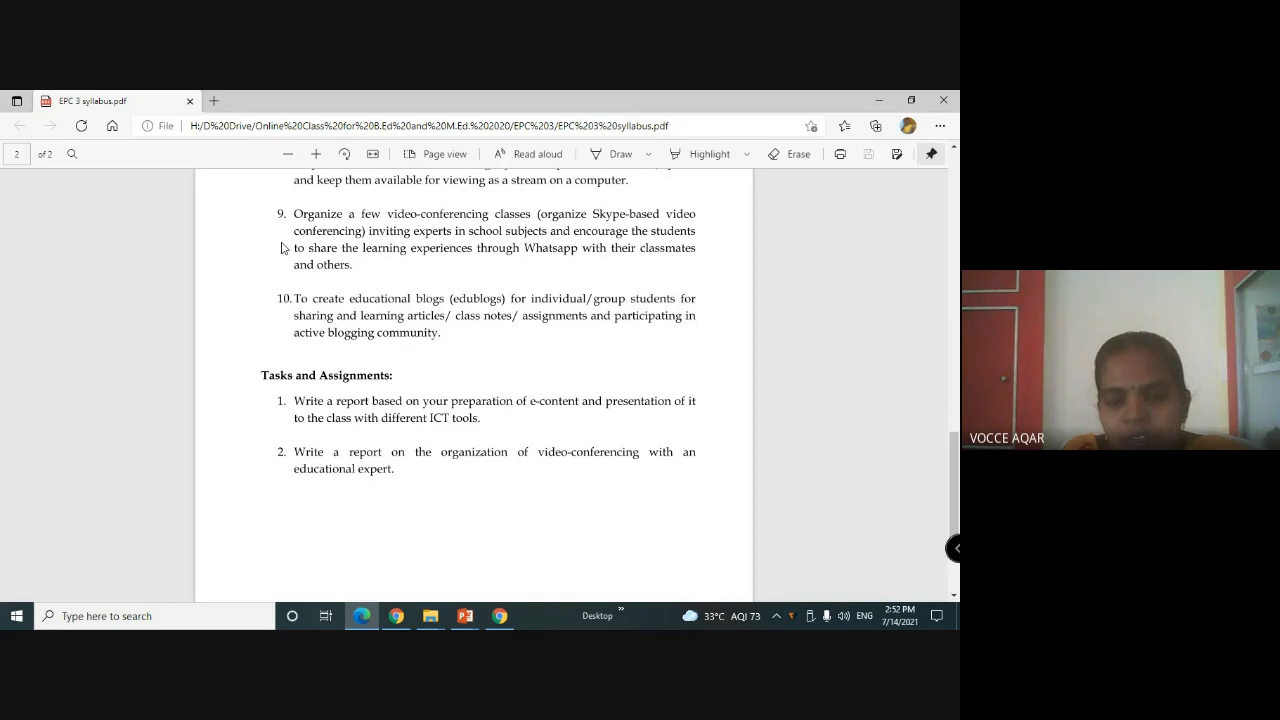 EPC 3 syllabus.pdf
File
H:/D%20Drive/Online%20Class%20for%20B.Ed%20and%20M.Ed.%202020/EPC%203/EPC%203%20syllabus.pdf
2 of 2
Page view
Read aloud
Draw
Highlight
Erase
and keep them available for viewing as a stream on a computer.
9. Organize a few video-conferencing classes (organize Skype-based video
conferencing) inviting experts in school subjects and encourage the students
to share the learning experiences through Whatsapp with their classmates
and others.
10. To create educational blogs (edublogs) for individual/group students for
sharing and learning articles/ class notes/ assignments and participating in
active blogging community.
Tasks and Assignments:
1. Write a report based on your preparation of e-content and presentation of it
to the class with different ICT tools.
2. Write a report on the organization of video-conferencing with an
educational expert.
VOCCE AQAR
Type here to search
Desktop
33°C AQI 73
ENG
2:52 PM
7/14/2021